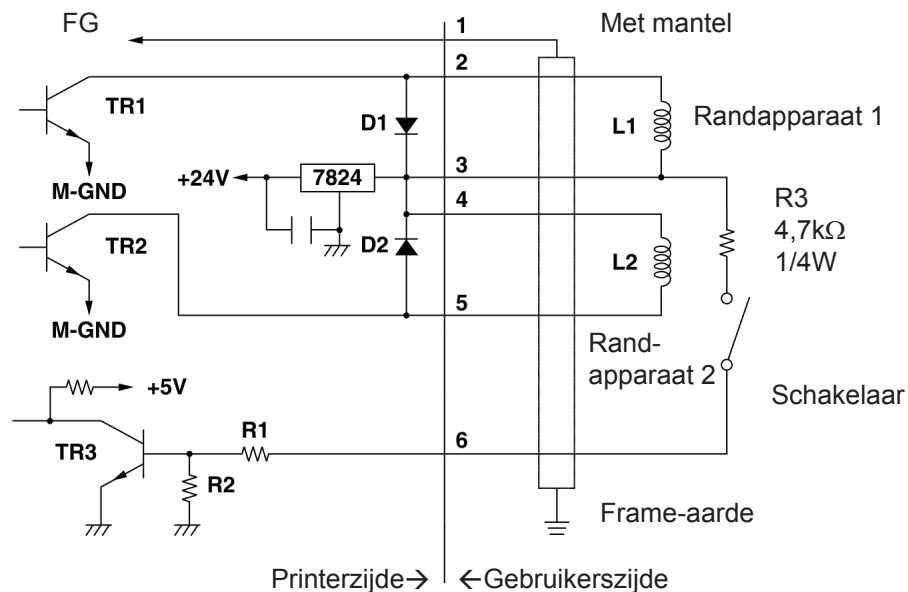 FG
1
Met mantel
2
TR1
D1
L1
Randapparaat 1
M-GND
+24V
7824
3
4
R3
4,7kΩ
1/4W
TR2
D2
L2
M-GND
5
Rand-
apparaat 2
+5V
Schakelaar
TR3
R1
6
R2
Frame-aarde
Printerzijde→
←Gebruikerszijde